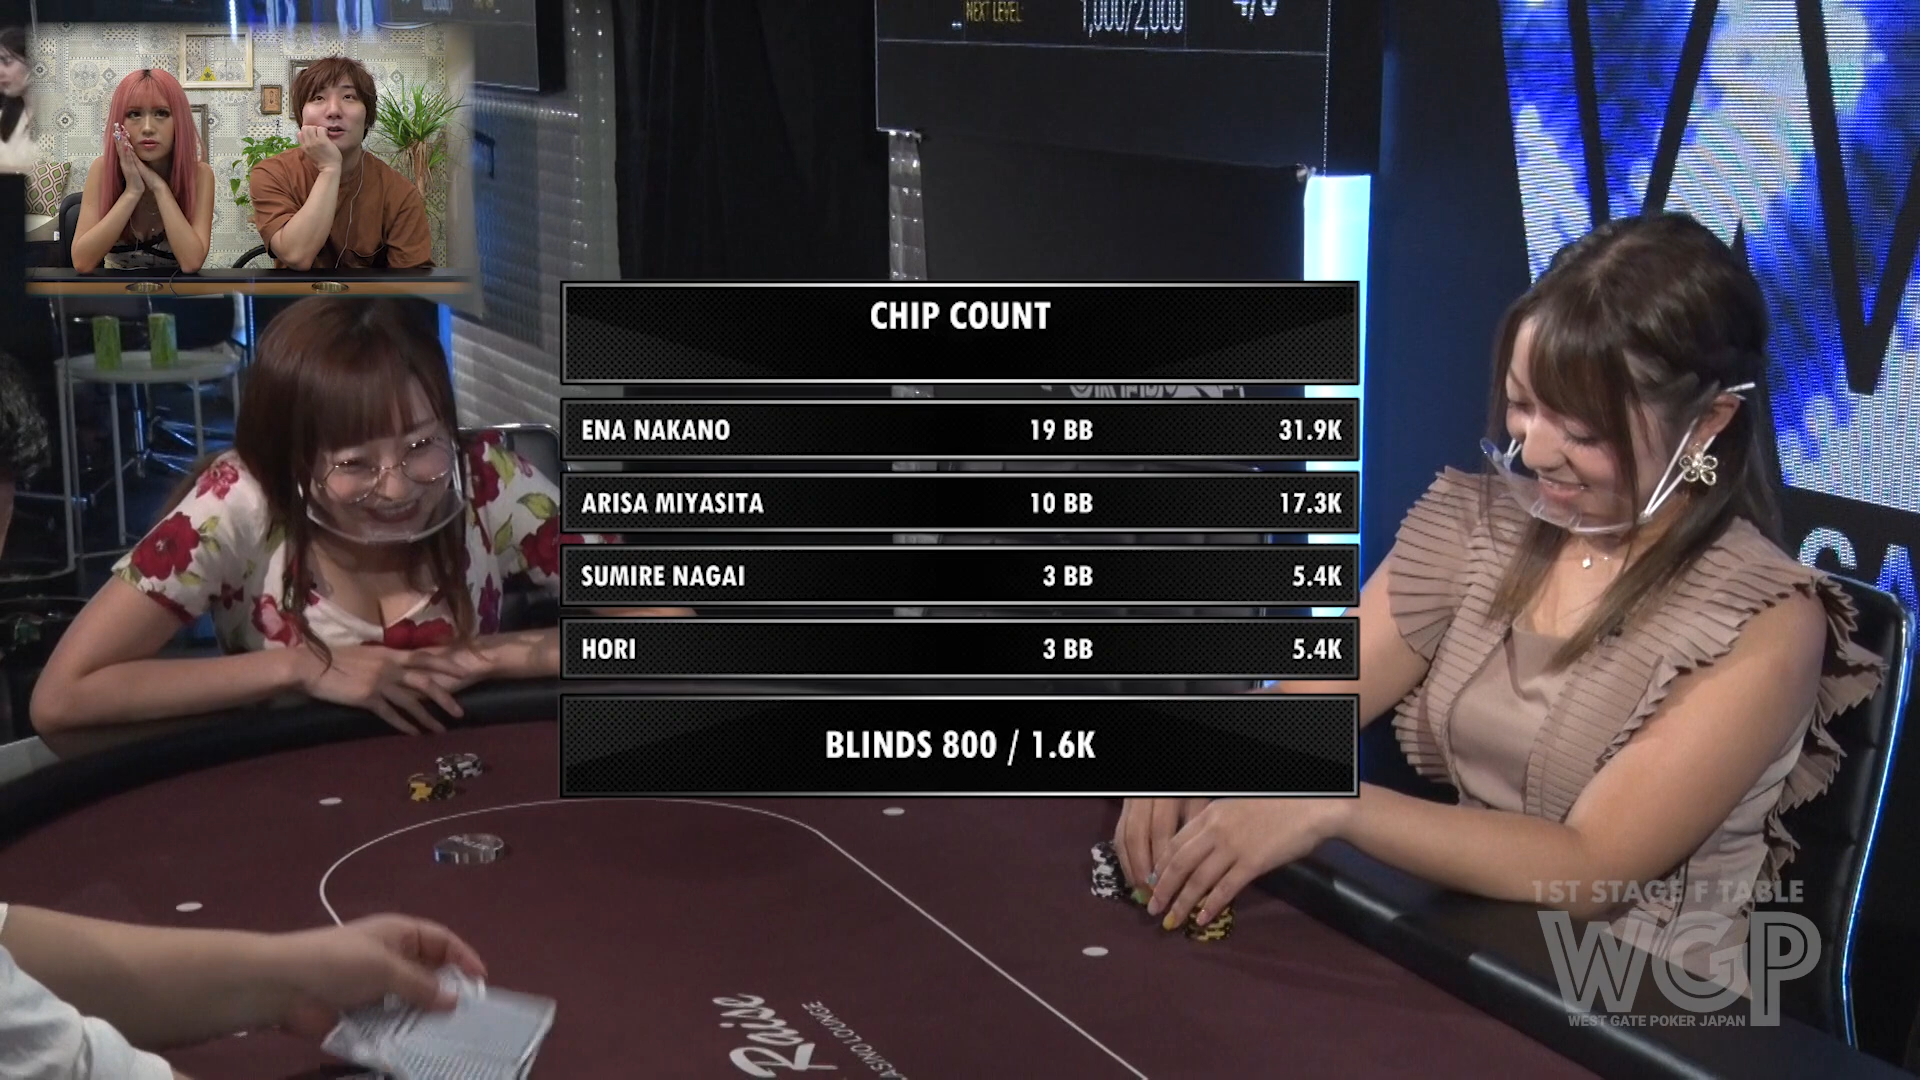 NEXT LEVEL:
1,000/2,000
CHIP COUNT
ENA NAKANO 19 BB 31.9K
ARISA MIYASITA 10 BB 17.3K
SUMIRE NAGAI 3 BB 5.4K
HORI 3 BB 5.4K
BLINDS 800 / 1.6K
1ST STAGE F TABLE
WGP
WEST GATE POKER JAPAN
Raise
CASINO LOUNGE